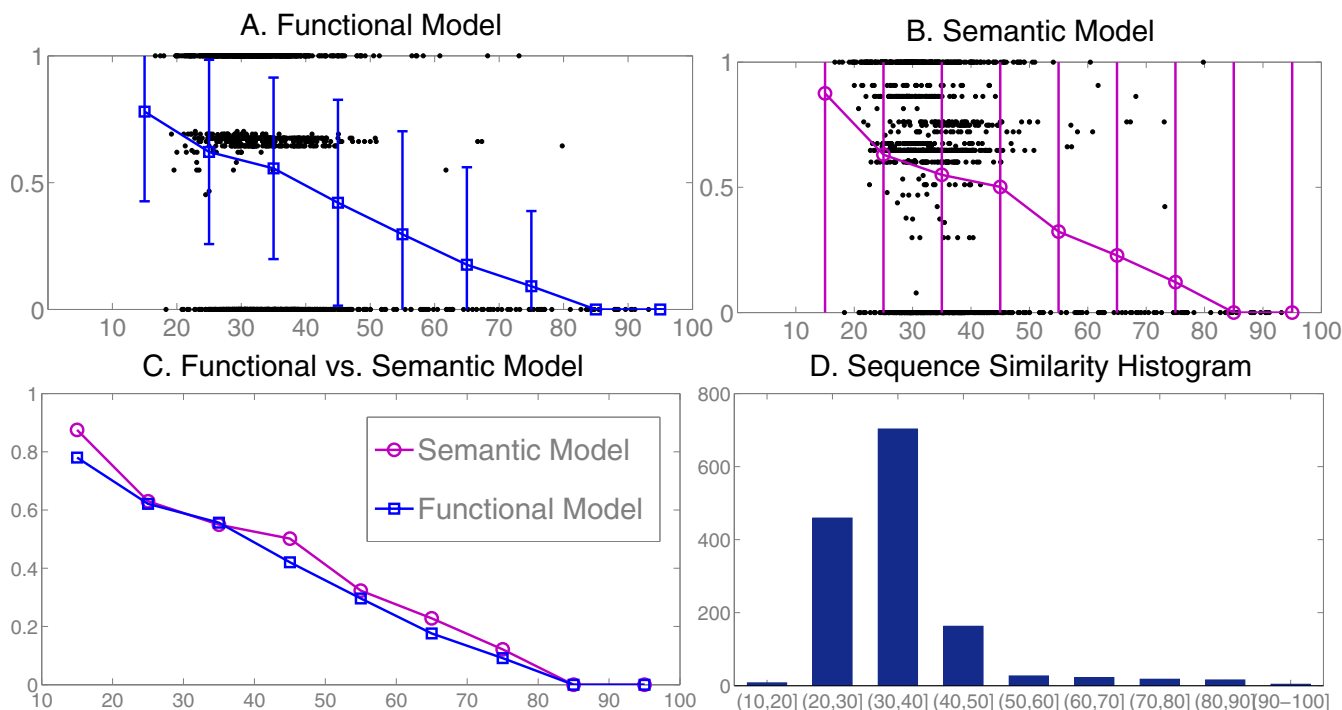 A. Functional Model
1
0.5
0
10 20 30 40 50 60 70 80 90 100
B. Semantic Model
1
0.5
0
10 20 30 40 50 60 70 80 90 100
C. Functional vs. Semantic Model
1
0.8
0.6
0.4
0.2
0
10 20 30 40 50 60 70 80 90 100
Semantic Model
Functional Model
D. Sequence Similarity Histogram
800
600
400
200
0
(10,20] (20,30] (30,40] (40,50] (50,60] (60,70] (70,80] (80,90] [90−100]